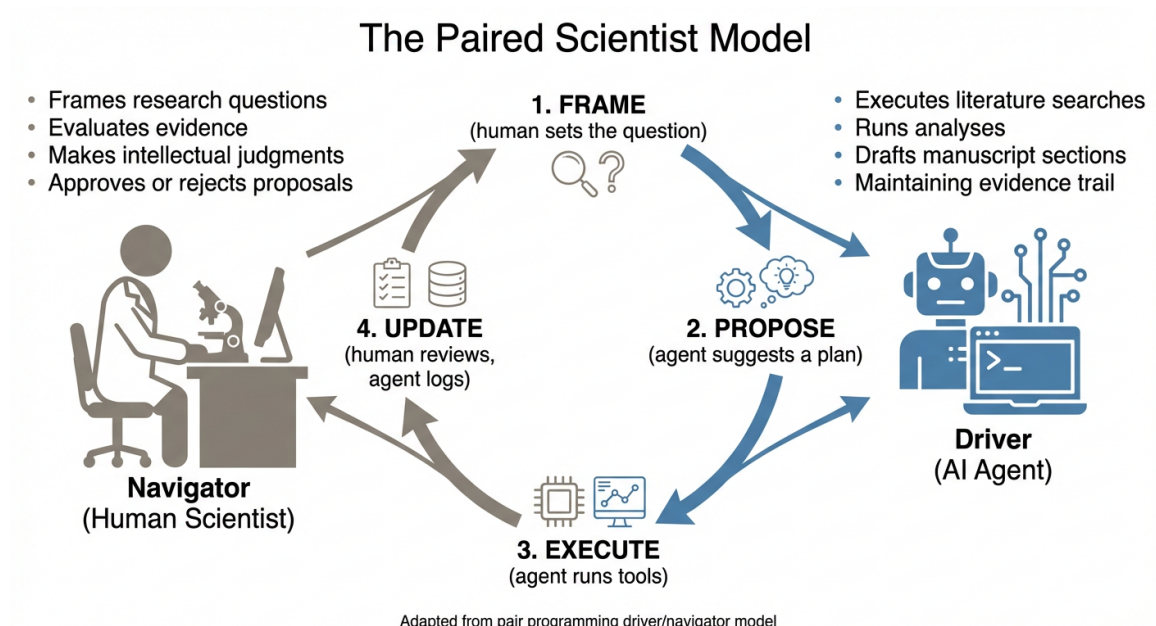 The Paired Scientist Model
• Frames research questions
• Evaluates evidence
• Makes intellectual judgments
• Approves or rejects proposals
1. FRAME
(human sets the question)
?
• Executes literature searches
• Runs analyses
• Drafts manuscript sections
• Maintaining evidence trail
4. UPDATE
(human reviews,
agent logs)
2. PROPOSE
(agent suggests a plan)
>_
Navigator
(Human Scientist)
Driver
(AI Agent)
3. EXECUTE
(agent runs tools)
Adapted from pair programming driver/navigator model